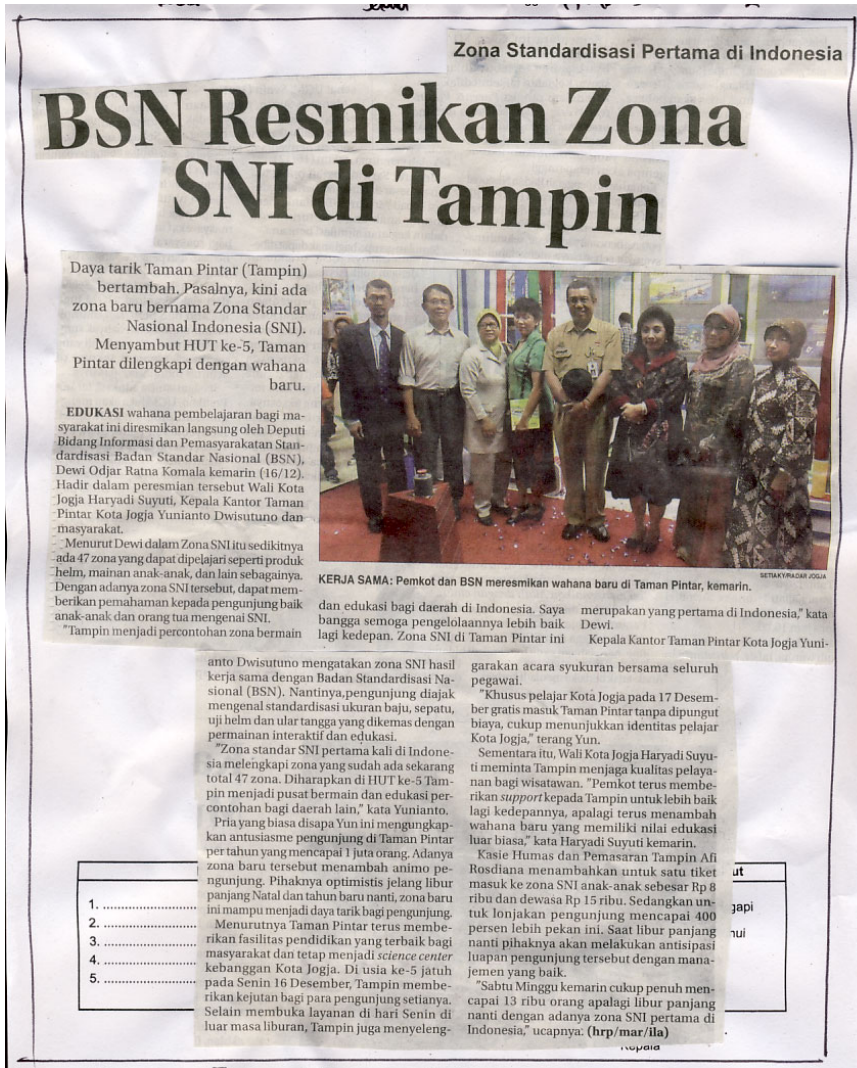 Zona Standardisasi Pertama di Indonesia
BSN Resmikan Zona
SNI di Tampin
Daya tarik Taman Pintar (Tampin)
bertambah. Pasalnya, kini ada
zona baru bernama Zona Standar
Nasional Indonesia (SNI).
Menyambut HUT ke-5, Taman
Pintar dilengkapi dengan wahana
baru.
EDUKASI wahana pembelajaran bagi ma-
syarakat ini diresmikan langsung oleh Deputi
Bidang Informasi dan Pemasyarakatan Stan-
dardisasi Badan Standar Nasional (BSN),
Dewi Odjar Ratna Komala kemarin (16/12).
Hadir dalam peresmian tersebut Wali Kota
Jogja Haryadi Suyuti, Kepala Kantor Taman
Pintar Kota Jogja Yunianto Dwisutuno dan
masyarakat.
Menurut Dewi dalam Zona SNI itu sedikitnya
ada 47 zona yang dapat dipelajari seperti produk
helm, mainan anak-anak, dan lain sebagainya.
Dengan adanya zona SNI tersebut, dapat mem-
berikan pemahaman kepada pengunjung baik
anak-anak dan orang tua mengenai SNI.
"Tampin menjadi percontohan zona bermain
SETIAKY/RADAR JOGJA
KERJA SAMA: Pemkot dan BSN meresmikan wahana baru di Taman Pintar, kemarin.
dan edukasi bagi daerah di Indonesia. Saya
bangga semoga pengelolaannya lebih baik
lagi kedepan. Zona SNI di Taman Pintar ini
merupakan yang pertama di Indonesia," kata
Dewi.
Kepala Kantor Taman Pintar Kota Jogja Yuni-
anto Dwisutuno mengatakan zona SNI hasil
kerja sama dengan Badan Standarisasi Na-
sional (BSN). Nantinya,pengunjung diajak
mengenal standardisasi ukuran baju, sepatu,
uji helm dan ular tangga yang dikemas dengan
permainan interaktif dan edukasi.
"Zona standar SNI pertama kali di Indone-
sia melengkapi zona yang sudah ada sekarang
total 47 zona. Diharapkan di HUT ke-5 Tam-
pin menjadi pusat bermain dan edukasi per-
contohan bagi daerah lain," kata Yunianto.
Pria yang biasa disapa Yun ini mengungkap-
kan antusiasme pengunjung di Taman Pintar
per tahun yang mencapai 1 juta orang. Adanya
zona baru tersebut menambah animo pe-
ngunjung. Pihaknya optimistis jelang libur
panjang Natal dan tahun baru nanti, zona baru
ini mampu menjadi daya tarik bagi pengunjung.
Menurutnya Taman Pintar terus membe-
rikan fasilitas pendidikan yang terbaik bagi
masyarakat dan tetap menjadi science center
kebanggan Kota Jogja. Di usia ke-5 jatuh
pada Senin 16 Desember, Tampin membe-
rikan kejutan bagi para pengunjung setianya.
Selain membuka layanan di hari Senin di
luar masa liburan, Tampin juga menyeleng-
garakan acara syukuran bersama seluruh
pegawai.
"Khusus pelajar Kota Jogja pada 17 Desem-
ber gratis masuk Taman Pintar tanpa dipungut
biaya, cukup menunjukkan identitas pelajar
Kota Jogja," terang Yun.
Sementara itu, Wali Kota Jogja Haryadi Suyu-
ti meminta Tampin menjaga kualitas pelaya-
nan bagi wisatawan. "Pemkot terus membe-
rikan support kepada Tampin untuk lebih baik
lagi kedepannya, apalagi terus menambah
wahana baru yang memiliki nilai edukasi
luar biasa," kata Haryadi Suyuti kemarin.
Kasie Humas dan Pemasaran Tampin Afi
Rosdiana menambahkan untuk satu tiket
masuk ke zona SNI anak-anak sebesar Rp 8
ribu dan dewasa Rp 15 ribu. Sedangkan un-
tuk lonjakan pengunjung mencapai 400
persen lebih pekan ini. Saat libur panjang
nanti pihaknya akan melakukan antisipasi
luapan pengunjung tersebut dengan mana-
jemen yang baik.
"Sabtu Minggu kemarin cukup penuh men-
capai 13 ribu orang apalagi libur panjang
nanti dengan adanya zona SNI pertama di
Indonesia," ucapnya. (hrp/mar/ila)
1. ....................
2. ....................
3. ....................
4. ....................
5. ....................